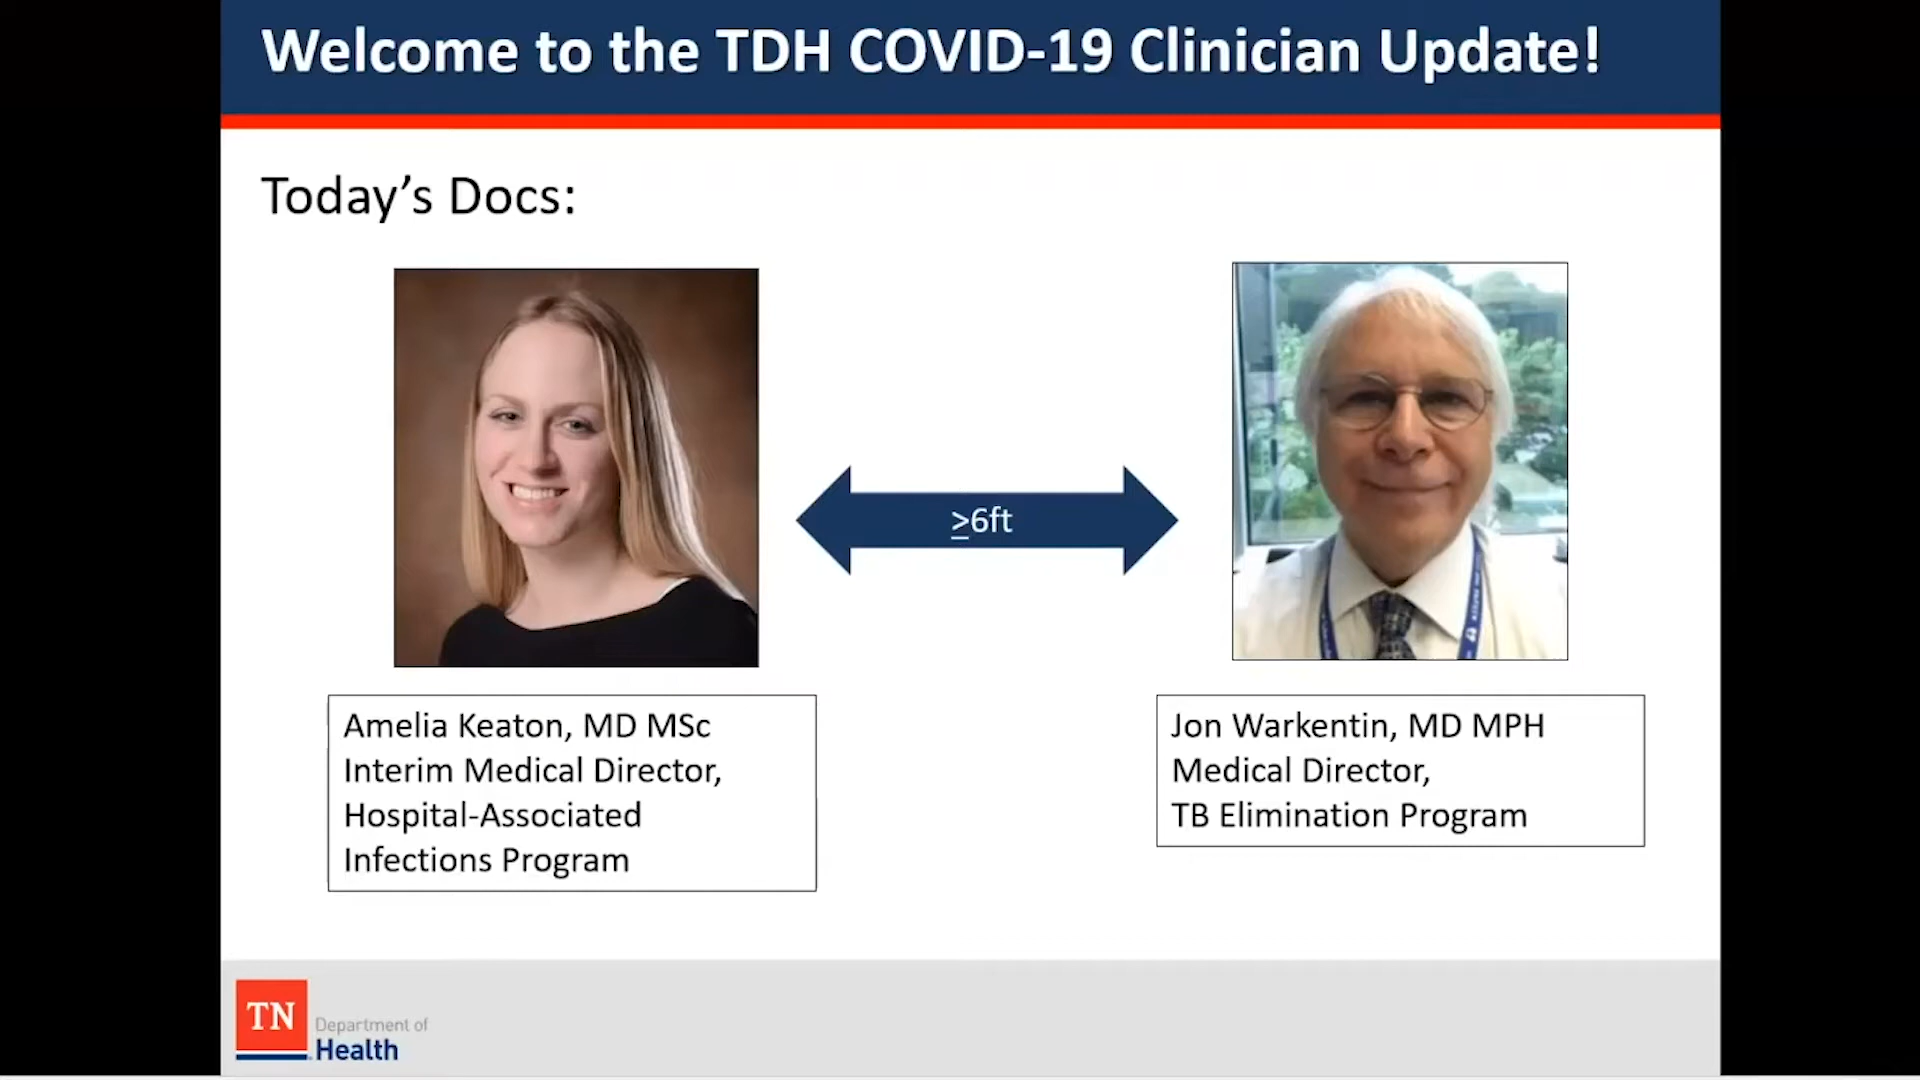 Welcome to the TDH COVID-19 Clinician Update!
Today’s Docs:
≥6ft
Amelia Keaton, MD MSc
Interim Medical Director,
Hospital-Associated
Infections Program
Jon Warkentin, MD MPH
Medical Director,
TB Elimination Program
TN
Department of
Health